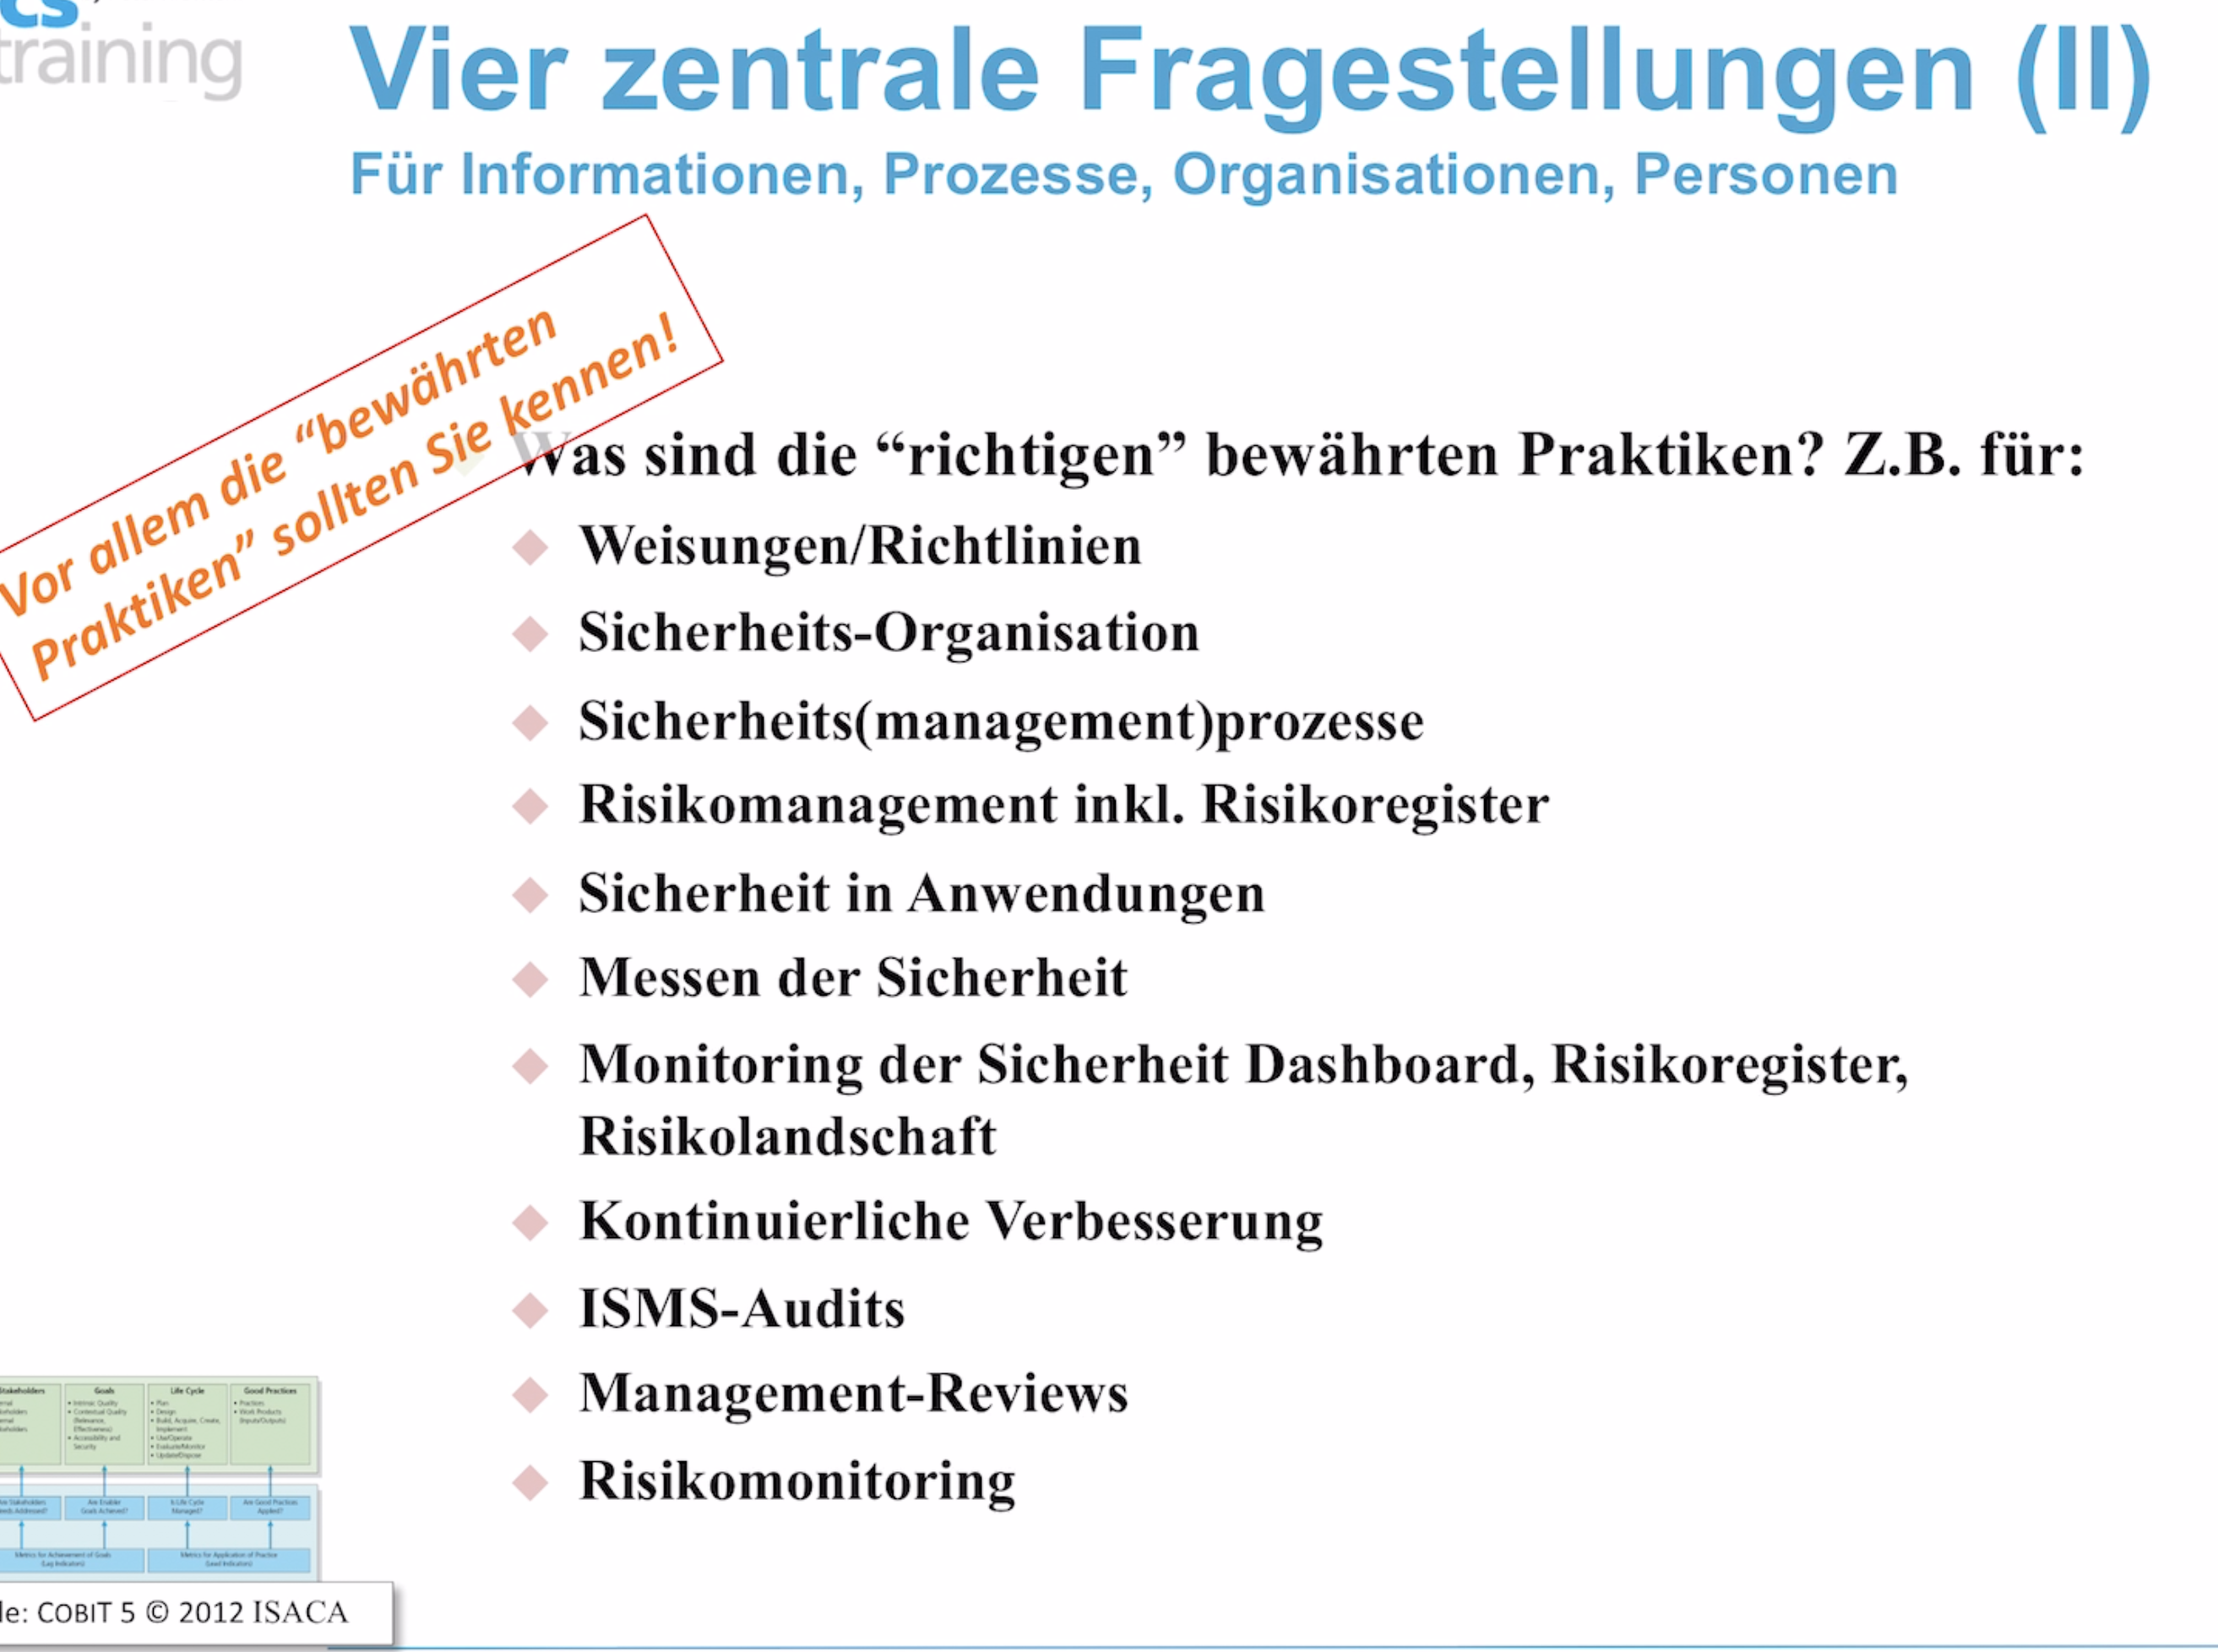 cs
training
Vier zentrale Fragestellungen (II)
Für Informationen, Prozesse, Organisationen, Personen
Vor allem die “bewährten
Praktiken” sollten Sie kennen!
Was sind die “richtigen” bewährten Praktiken? Z.B. für:
Weisungen/Richtlinien
Sicherheits-Organisation
Sicherheits(management)prozesse
Risikomanagement inkl. Risikoregister
Sicherheit in Anwendungen
Messen der Sicherheit
Monitoring der Sicherheit Dashboard, Risikoregister,
Risikolandschaft
Kontinuierliche Verbesserung
ISMS-Audits
Management-Reviews
Risikomonitoring
Stakeholders
Goals
• Intrinsic Quality
• Contextual Quality
(Relevance,
Effectiveness)
• Accessibility and
Security
Life Cycle
• Plan
• Design
• Build, Acquire, Create,
Implement
• Use/Operate
• Evaluate/Monitor
• Update/Dispose
Good Practices
• Practices
• Work Products
(Inputs/Outputs)
Stakeholders
Addressed?
Are Enabler
Goals Achieved?
Is Life Cycle
Managed?
Are Good Practices
Applied?
Metrics for Achievement of Goals
(Lag Indicators)
Metrics for Application of Practice
(Lead Indicators)
le: COBIT 5 © 2012 ISACA